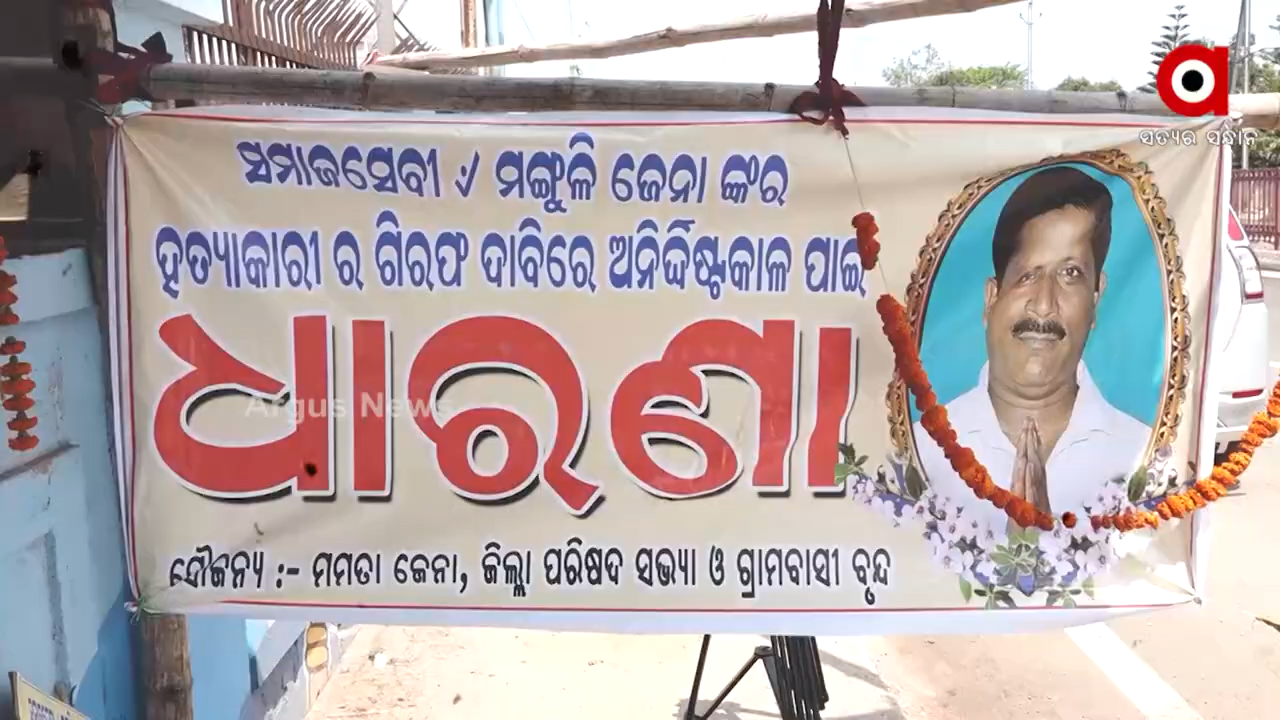 ସତ୍ୟର ସନ୍ଧାନ
ସମାଜସେବୀ ୰ ମଙ୍ଗୁଳି ଜେନା ଙ୍କର
ହତ୍ୟାକାରୀ ର ଗିରଫ ଦାବିରେ ଅନିର୍ଦ୍ଦିଷ୍ଟକାଳ ପାଇଁ
ଧାରଣା
Argus News
ସୌଜନ୍ୟ :- ମମତା ଜେନା, ଜିଲ୍ଲା ପରିଷଦ ସଭ୍ୟା ଓ ଗ୍ରାମବାସୀ ବୃନ୍ଦ